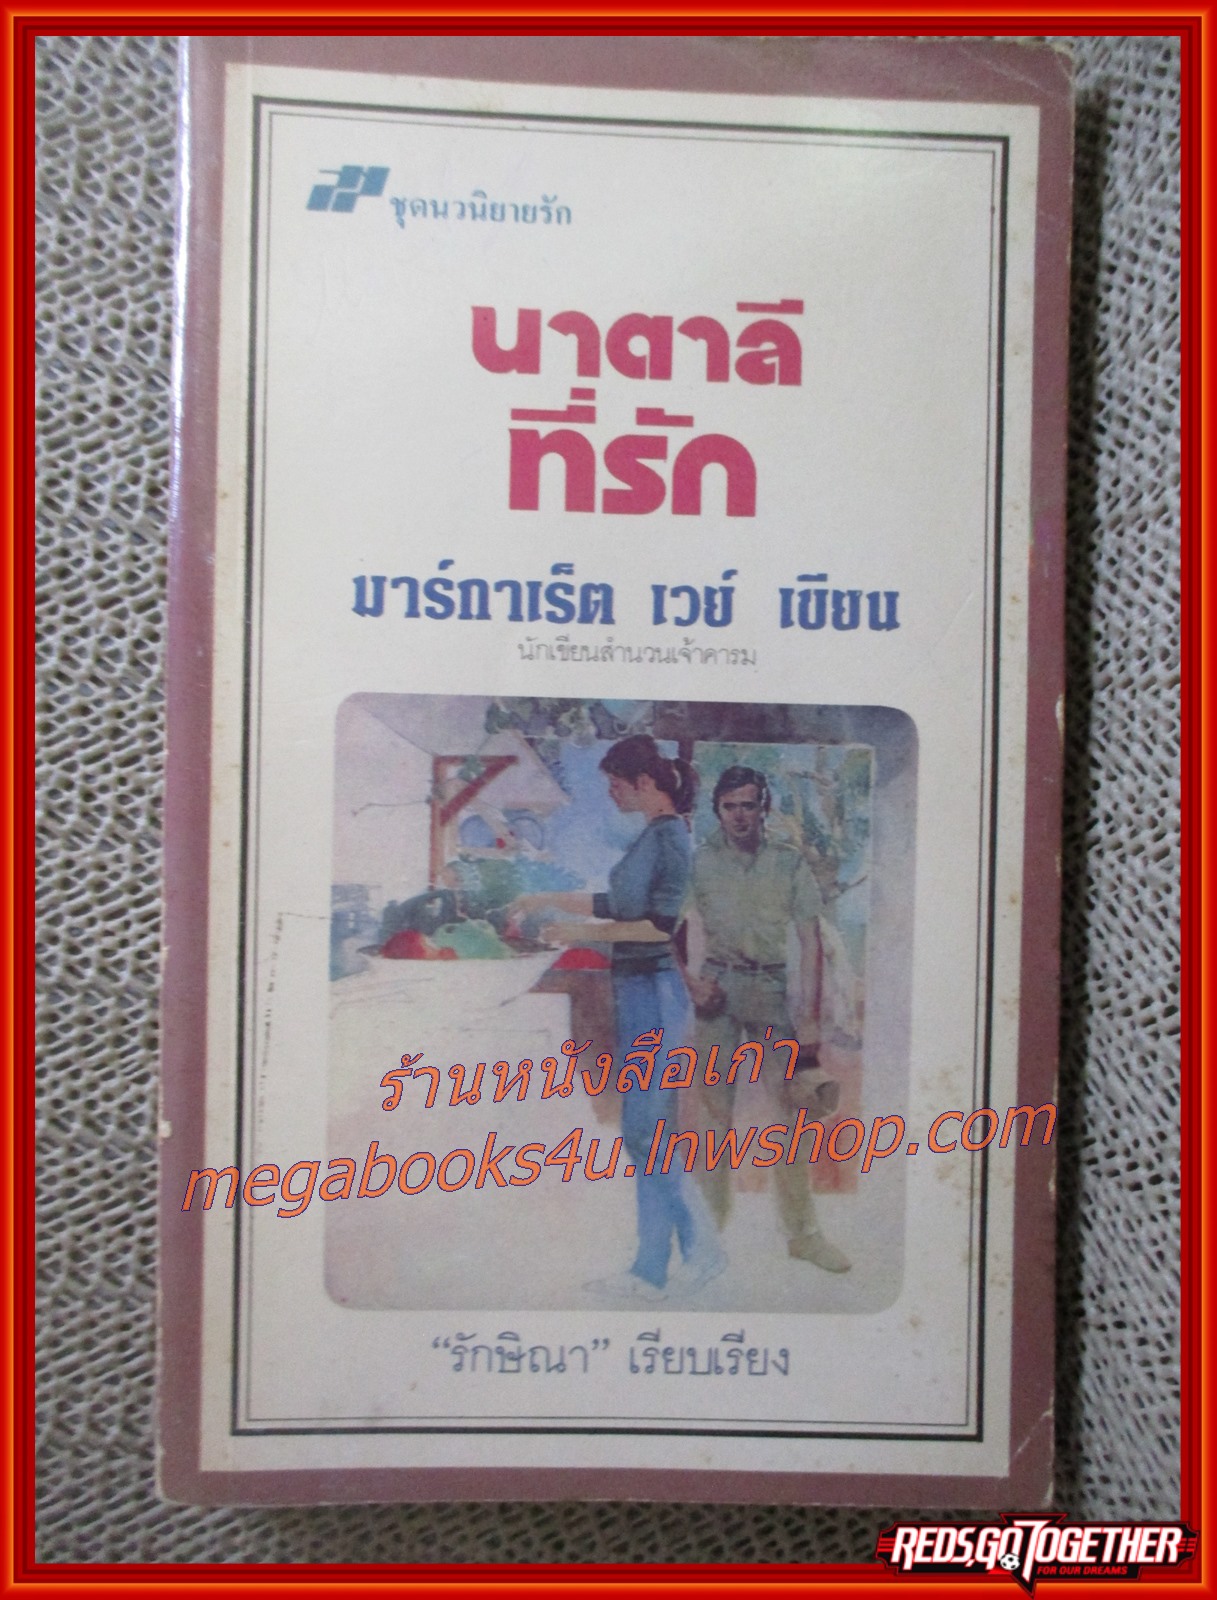 ชุดนวนิยายรัก
นาตาลี
ที่รัก
มาร์กาเร็ต เวย์ เขียน
นักเขียนสำนวนเจ้าคารม
ร้านหนังสือเก่า
megabooks4u.lnwshop.com
“รักษิณา” เรียบเรียง
REDS,GO TOGETHER
FOR OUR DREAMS